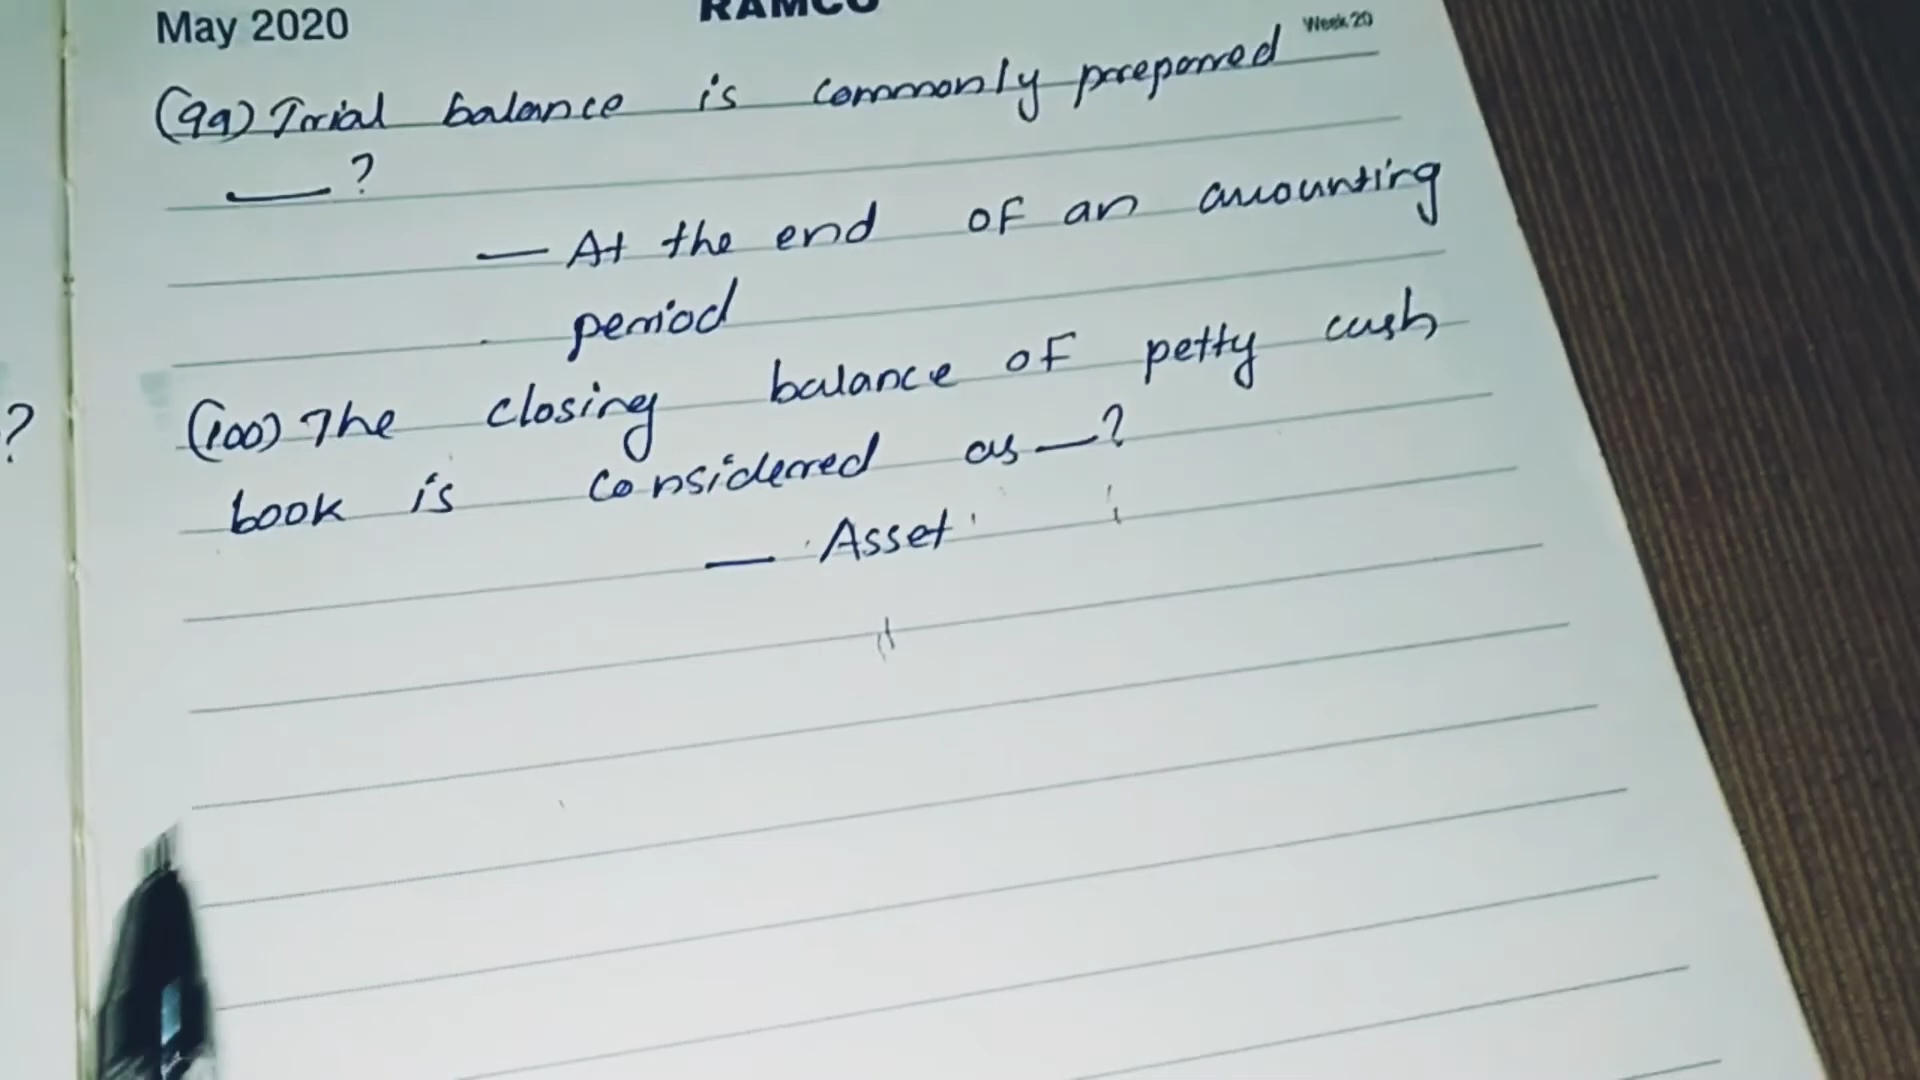 May 2020
RAMCO
Week 20
(99) Trial balance is commonly prepared
— ?
— At the end of an accounting
period
(100) The closing balance of petty cash
book is considered as — ?
— Asset
?